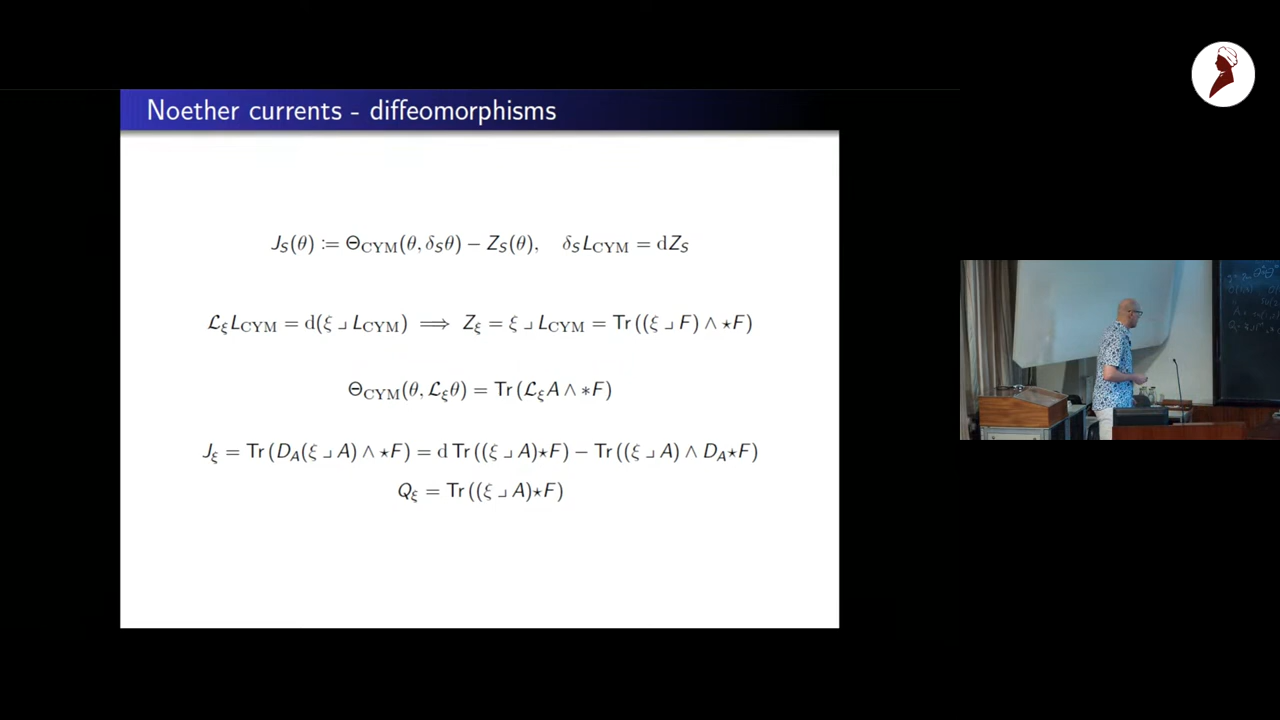 Noether currents - diffeomorphisms
J_S(θ) ≔ Θ_CYM(θ, δ_Sθ) − Z_S(θ),    δ_S L_CYM = dZ_S
ℒ_ξ L_CYM = d(ξ ⌟ L_CYM) ⟹ Z_ξ = ξ ⌟ L_CYM = Tr((ξ ⌟ F) ∧ ⋆F)
Θ_CYM(θ, ℒ_ξθ) = Tr(ℒ_ξA ∧ ∗F)
J_ξ = Tr(D_A(ξ ⌟ A) ∧ ⋆F) = d Tr((ξ ⌟ A)⋆F) − Tr((ξ ⌟ A) ∧ D_A⋆F)
Q_ξ = Tr((ξ ⌟ A)⋆F)